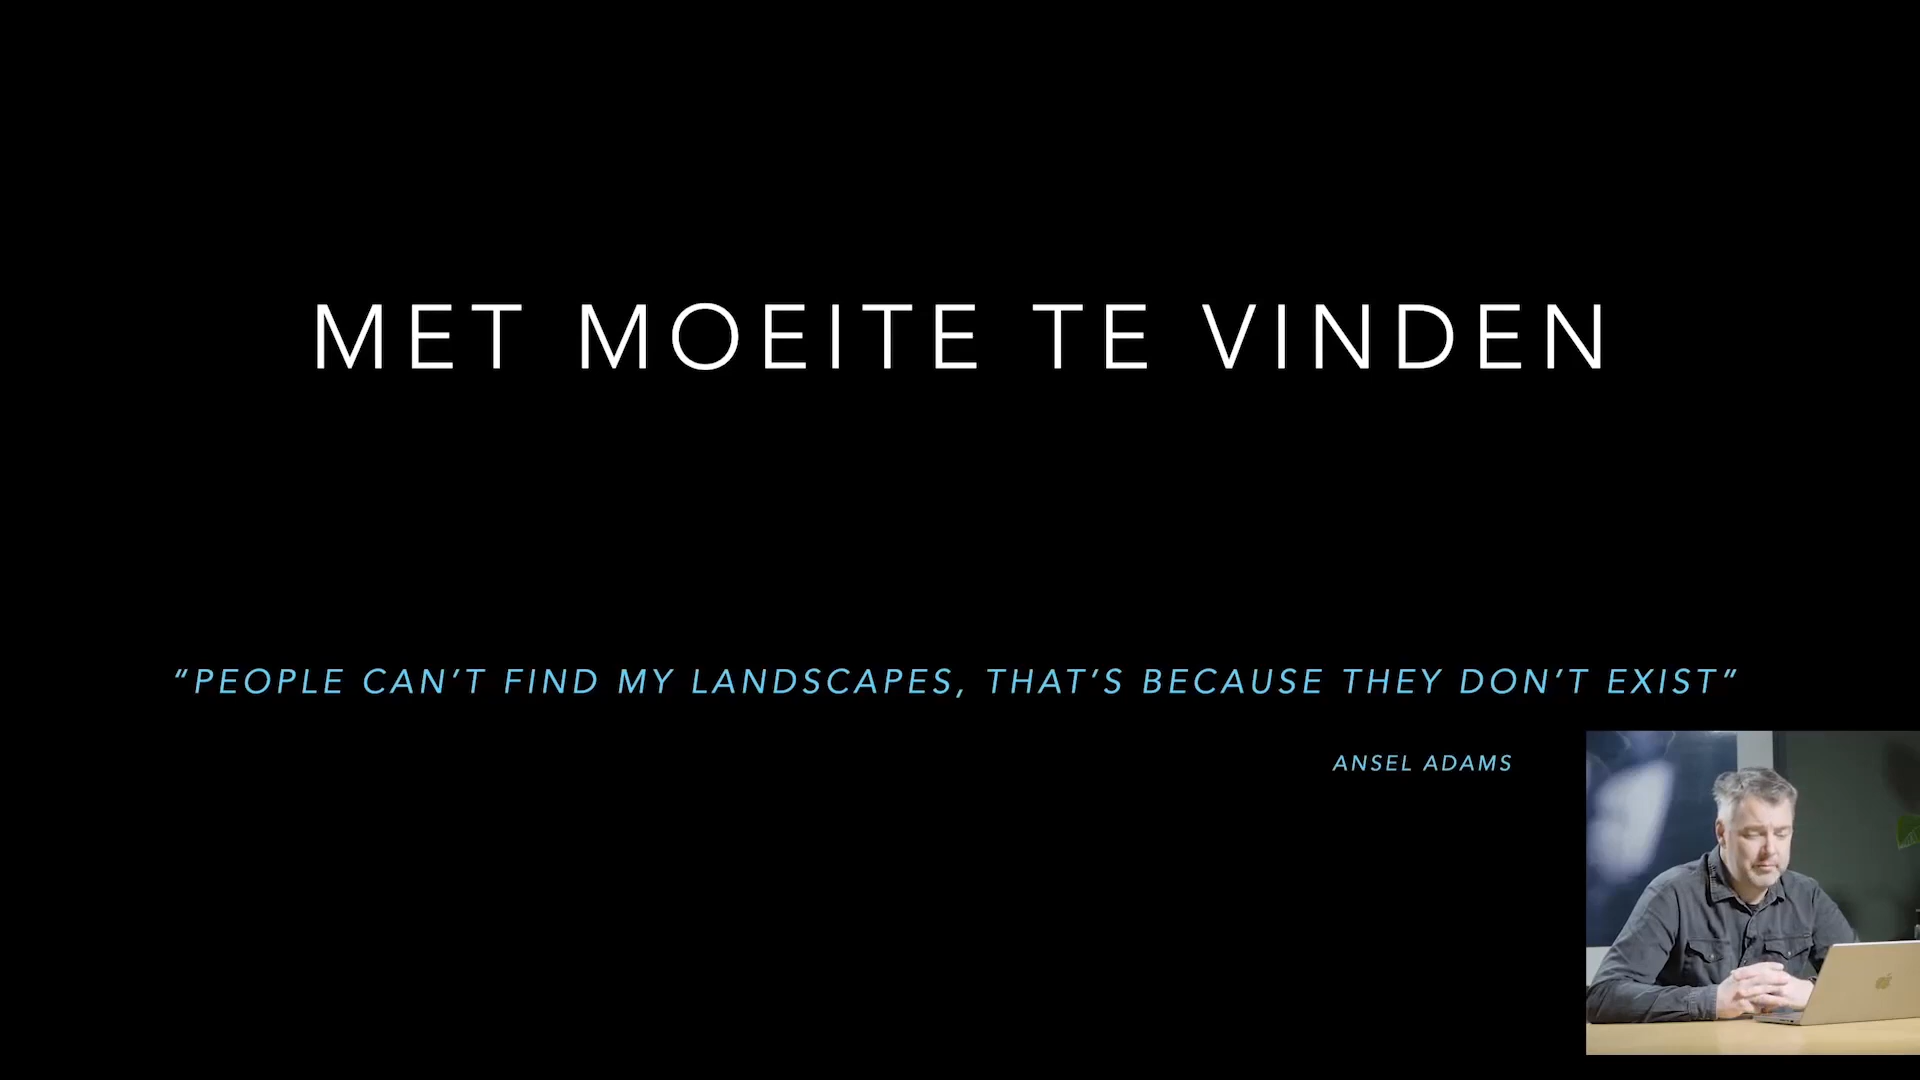 MET MOEITE TE VINDEN
“PEOPLE CAN’T FIND MY LANDSCAPES, THAT’S BECAUSE THEY DON’T EXIST”
ANSEL ADAMS